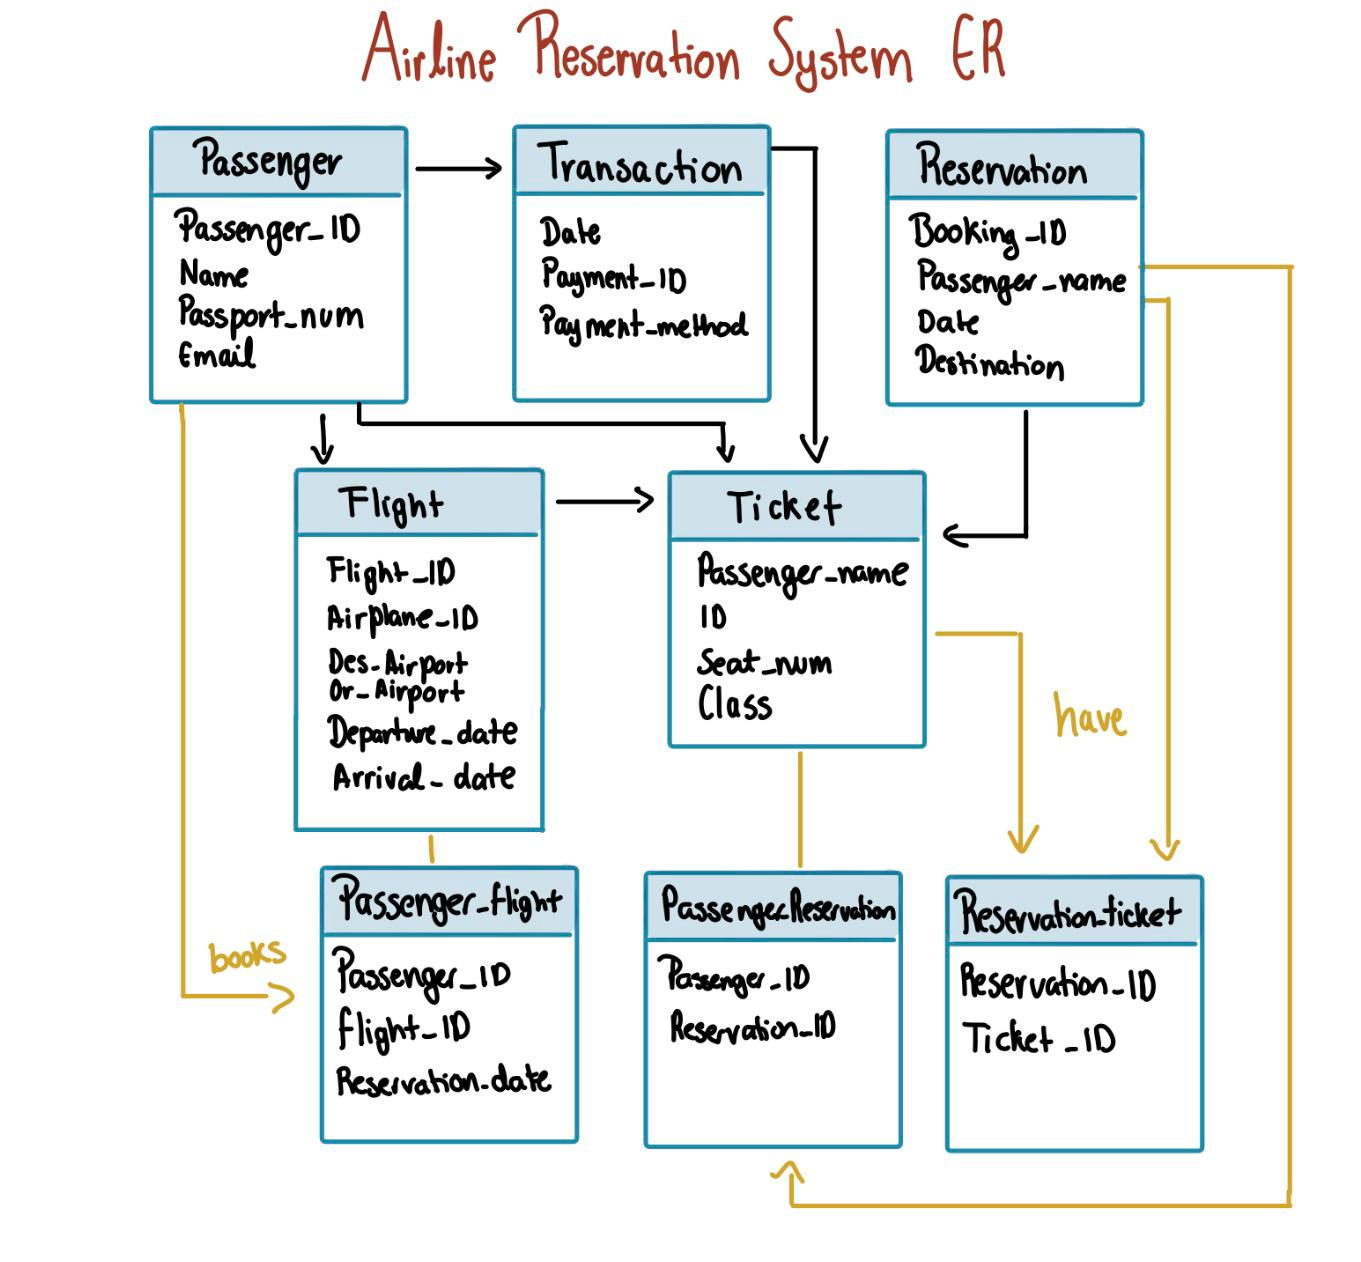 Airline Reservation System ER
Passenger
Passenger_ID
Name
Passport_num
Email
Transaction
Date
Payment_ID
Payment_method
Reservation
Booking_ID
Passenger_name
Date
Destination
Flight
Flight_ID
Airplane_ID
Des-Airport
Or_Airport
Departure_date
Arrival_date
Ticket
Passenger_name
ID
Seat_num
Class
have
books
Passenger_flight
Passenger_ID
flight_ID
Reservation_date
Passenger_Reservation
Passenger_ID
Reservation_ID
Reservation_ticket
Reservation_ID
Ticket_ID